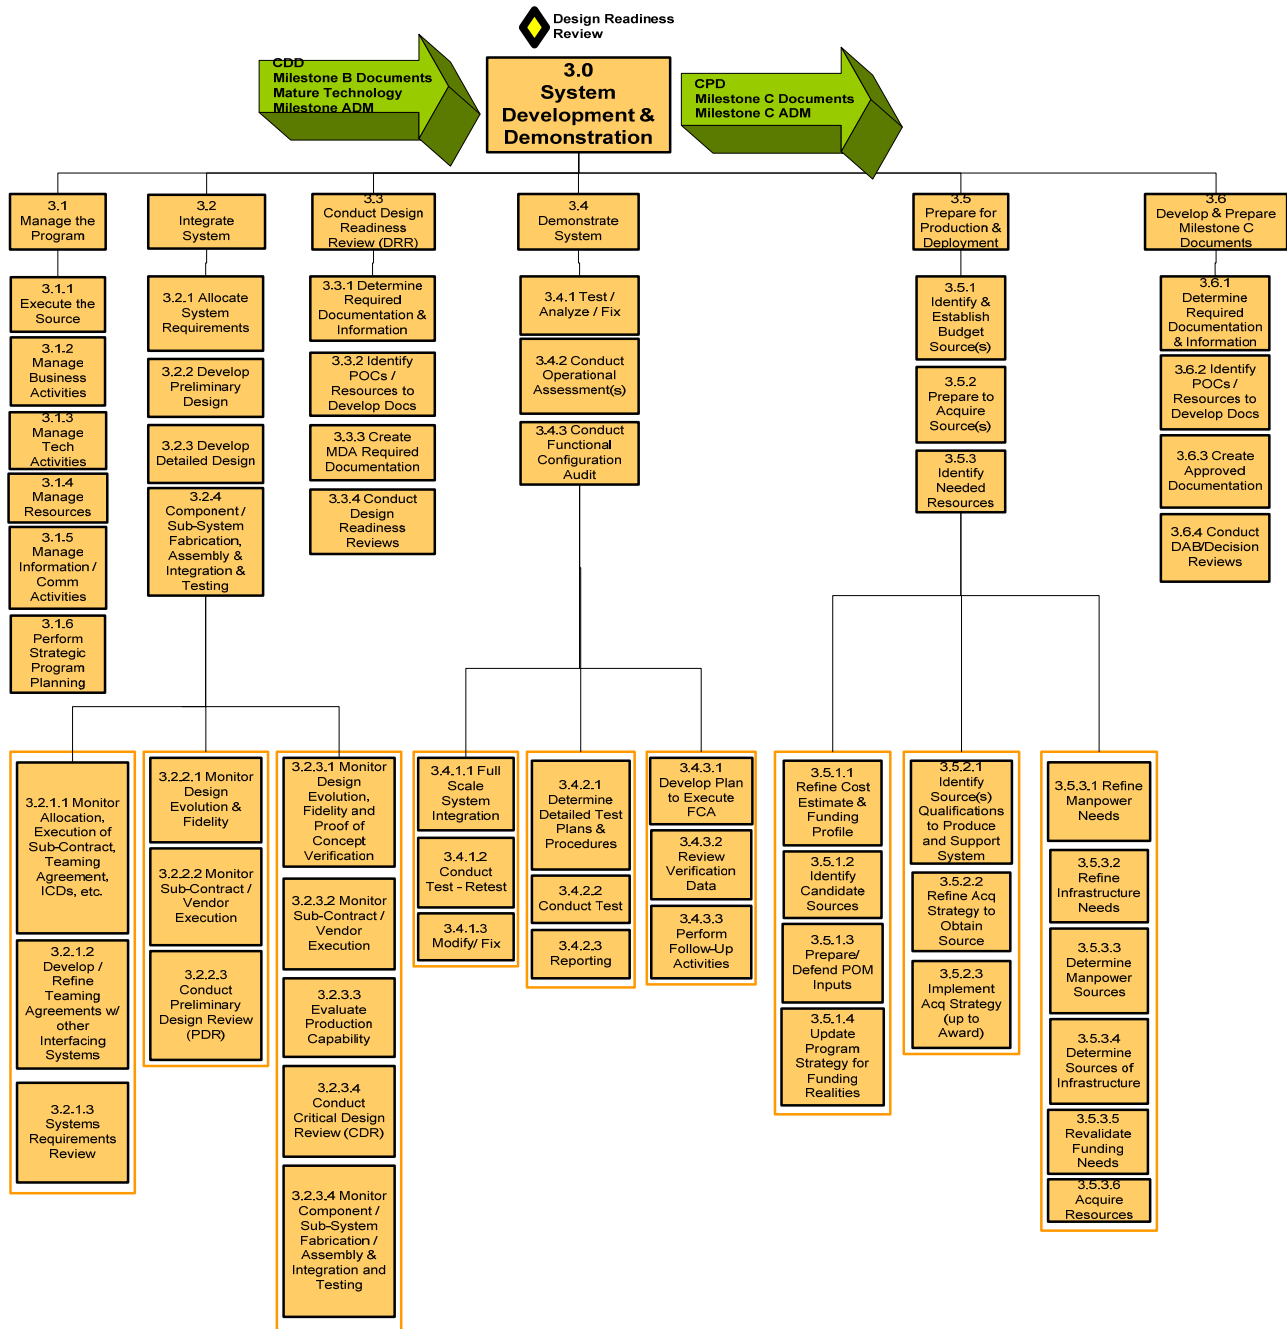 Design Readiness
Review
CDD
Milestone B Documents
Mature Technology
Milestone ADM
3.0
System
Development &
Demonstration
CPD
Milestone C Documents
Milestone C ADM
3.1
Manage the
Program
3.2
Integrate
System
3.3
Conduct Design
Readiness
Review (DRR)
3.4
Demonstrate
System
3.5
Prepare for
Production &
Deployment
3.6
Develop & Prepare
Milestone C
Documents
3.1.1
Execute the
Source
3.1.2
Manage
Business
Activities
3.1.3
Manage
Tech
Activities
3.1.4
Manage
Resources
3.1.5
Manage
Information /
Comm
Activities
3.1.6
Perform
Strategic
Program
Planning
3.2.1 Allocate
System
Requirements
3.2.2 Develop
Preliminary
Design
3.2.3 Develop
Detailed Design
3.2.4
Component /
Sub-System
Fabrication,
Assembly &
Integration &
Testing
3.3.1 Determine
Required
Documentation &
Information
3.3.2 Identify
POCs /
Resources to
Develop Docs
3.3.3 Create
MDA Required
Documentation
3.3.4 Conduct
Design
Readiness
Reviews
3.4.1 Test /
Analyze / Fix
3.4.2 Conduct
Operational
Assessment(s)
3.4.3 Conduct
Functional
Configuration
Audit
3.5.1
Identify &
Establish
Budget
Source(s)
3.5.2
Prepare to
Acquire
Source(s)
3.5.3
Identify
Needed
Resources
3.6.1
Determine
Required
Documentation
& Information
3.6.2 Identify
POCs /
Resources to
Develop Docs
3.6.3 Create
Approved
Documentation
3.6.4 Conduct
DAB/Decision
Reviews
3.2.1.1 Monitor
Allocation,
Execution of
Sub-Contract,
Teaming
Agreement,
ICDs, etc.
3.2.1.2
Develop /
Refine
Teaming
Agreements w/
other
Interfacing
Systems
3.2.1.3
Systems
Requirements
Review
3.2.2.1 Monitor
Design
Evolution &
Fidelity
3.2.2.2 Monitor
Sub-Contract /
Vendor
Execution
3.2.2.3
Conduct
Preliminary
Design Review
(PDR)
3.2.3.1 Monitor
Design
Evolution,
Fidelity and
Proof of
Concept
Verification
3.2.3.2 Monitor
Sub-Contract /
Vendor
Execution
3.2.3.3
Evaluate
Production
Capability
3.2.3.4
Conduct
Critical Design
Review (CDR)
3.2.3.4 Monitor
Component /
Sub-System
Fabrication /
Assembly &
Integration and
Testing
3.4.1.1 Full
Scale
System
Integration
3.4.1.2
Conduct
Test - Retest
3.4.1.3
Modify/ Fix
3.4.2.1
Determine
Detailed Test
Plans &
Procedures
3.4.2.2
Conduct Test
3.4.2.3
Reporting
3.4.3.1
Develop Plan
to Execute
FCA
3.4.3.2
Review
Verification
Data
3.4.3.3
Perform
Follow-Up
Activities
3.5.1.1
Refine Cost
Estimate &
Funding
Profile
3.5.1.2
Identify
Candidate
Sources
3.5.1.3
Prepare/
Defend POM
Inputs
3.5.1.4
Update
Program
Strategy for
Funding
Realities
3.5.2.1
Identify
Source(s)
Qualifications
to Produce
and Support
System
3.5.2.2
Refine Acq
Strategy to
Obtain
Source
3.5.2.3
Implement
Acq Strategy
(up to
Award)
3.5.3.1 Refine
Manpower
Needs
3.5.3.2
Refine
Infrastructure
Needs
3.5.3.3
Determine
Manpower
Sources
3.5.3.4
Determine
Sources of
Infrastructure
3.5.3.5
Revalidate
Funding
Needs
3.5.3.6
Acquire
Resources